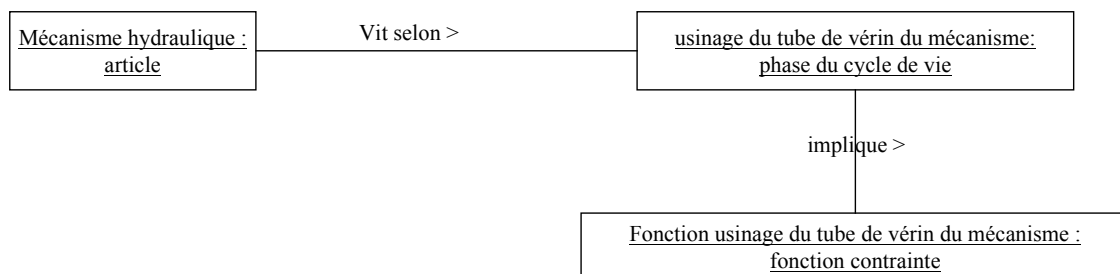 Mécanisme hydraulique :
article
Vit selon >
usinage du tube de vérin du mécanisme:
phase du cycle de vie
implique >
Fonction usinage du tube de vérin du mécanisme :
fonction contrainte